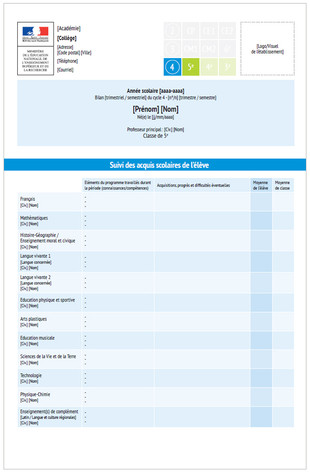 RÉPUBLIQUE FRANÇAISE
MINISTÈRE
DE L'ÉDUCATION
NATIONALE, DE
L'ENSEIGNEMENT
SUPÉRIEUR ET DE
LA RECHERCHE
[Académie]
[Collège]
[Adresse]
[Code postal] [Ville]
[Téléphone]
[Courriel]
4 5e
[Logo/Visuel
de l'établissement]
Année scolaire [aaaa-aaaa]
Bilan [trimestriel / semestriel] du cycle 4 - [n°/n] [trimestre / semestre]
[Prénom] [Nom]
Né(e) le [jj/mm/aaaa]
Professeur principal : [Civ.] [Nom]
Classe de 5e
Suivi des acquis scolaires de l'élève
Éléments du programme travaillés durant
la période (connaissances/compétences)
Acquisitions, progrès et difficultés éventuelles
Moyenne
de l'élève
Moyenne
de classe
Français
[Civ.] [Nom]
Mathématiques
[Civ.] [Nom]
Histoire-Géographie /
Enseignement moral et civique
[Civ.] [Nom]
Langue vivante 1
[Langue concernée]
[Civ.] [Nom]
Langue vivante 2
[Langue concernée]
[Civ.] [Nom]
Education physique et sportive
[Civ.] [Nom]
Arts plastiques
[Civ.] [Nom]
Education musicale
[Civ.] [Nom]
Sciences de la Vie et de la Terre
[Civ.] [Nom]
Technologie
[Civ.] [Nom]
Physique-Chimie
[Civ.] [Nom]
Enseignement(s) de complément
[Latin / Langue et culture régionales]
[Civ.] [Nom]